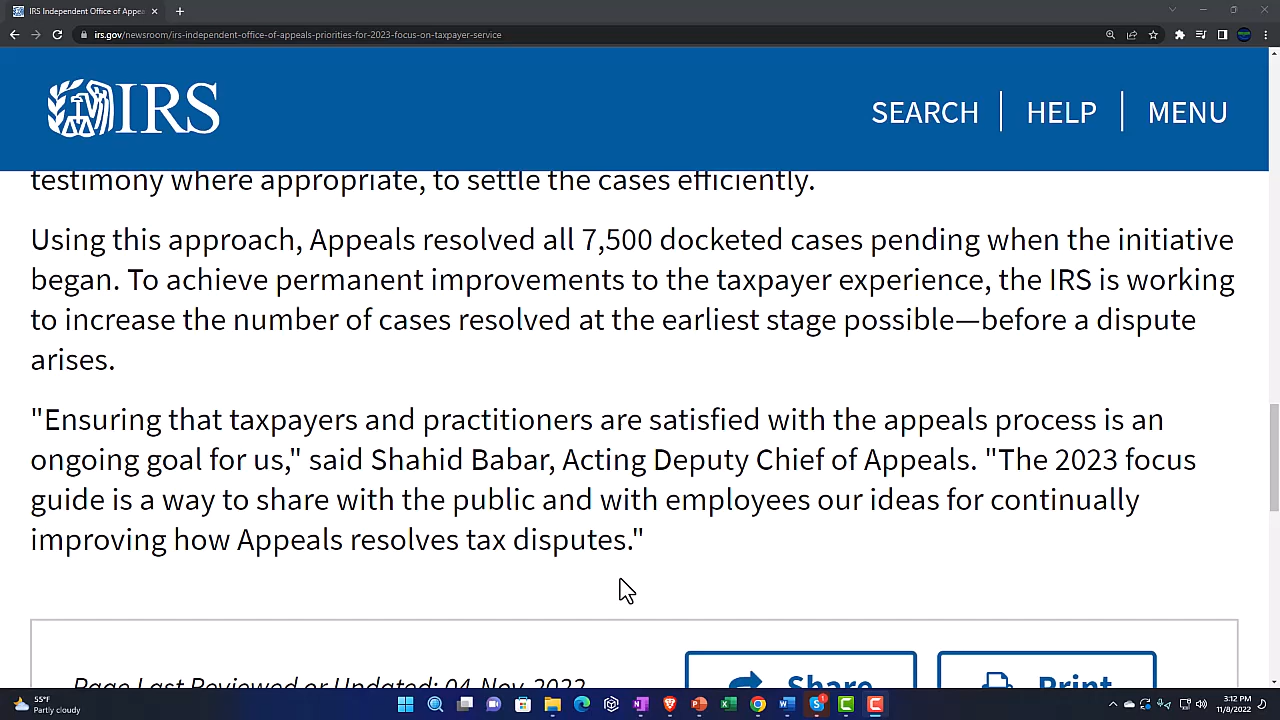 IRS Independent Office of Appea
irs.gov/newsroom/irs-independent-office-of-appeals-priorities-for-2023-focus-on-taxpayer-service
IRS
SEARCH HELP MENU
testimony where appropriate, to settle the cases efficiently.
Using this approach, Appeals resolved all 7,500 docketed cases pending when the initiative
began. To achieve permanent improvements to the taxpayer experience, the IRS is working
to increase the number of cases resolved at the earliest stage possible—before a dispute
arises.
"Ensuring that taxpayers and practitioners are satisfied with the appeals process is an
ongoing goal for us," said Shahid Babar, Acting Deputy Chief of Appeals. "The 2023 focus
guide is a way to share with the public and with employees our ideas for continually
improving how Appeals resolves tax disputes."
Page Last Reviewed or Updated: 04-Nov-2022
Share
Print
55°F
Partly cloudy
3:12 PM
11/8/2022